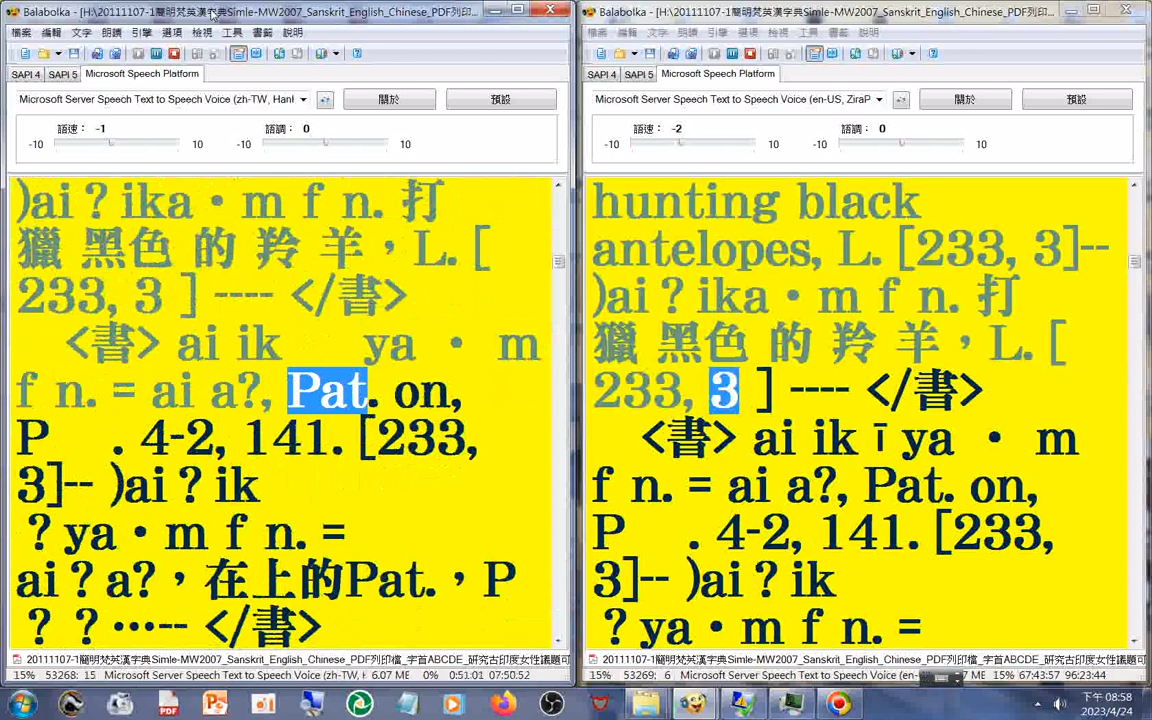 Balabolka - [H:\20111107-1簡明梵英漢字典Simle-MW2007_Sanskrit_English_Chinese_PDF列印...
檔案 編輯 文字 朗讀 引擎 選項 檢視 工具 書籤 說明
SAPI 4 SAPI 5 Microsoft Speech Platform
Microsoft Server Speech Text to Speech Voice (zh-TW, Hanl
關於 預設
語速： -1 語調： 0
-10 10 -10 10
)ai ? ika・m f n. 打
獵 黑色 的 羚 羊，L. [
233, 3 ] ---- </書>
<書> ai ik ya ・ m
f n. = ai a?, Pat. on,
P . 4-2, 141. [233,
3]-- )ai ? ik
? ya・m f n. =
ai ? a?，在上的Pat.，P
? ? …-- </書>
20111107-1簡明梵英漢字典Simle-MW2007_Sanskrit_English_Chinese_PDF列印檔_字首ABCDE_研究古印度女性議題可
15% 53268: 15 Microsoft Server Speech Text to Speech Voice (zh-TW, H 6.07 MB 0% 0:51:01 07:50:52
Balabolka - [H:\20111107-1簡明梵英漢字典Simle-MW2007_Sanskrit_English_Chinese_PDF列印...
檔案 編輯 文字 朗讀 引擎 選項 檢視 工具 書籤 說明
SAPI 4 SAPI 5 Microsoft Speech Platform
Microsoft Server Speech Text to Speech Voice (en-US, ZiraP
關於 預設
語速： -2 語調： 0
-10 10 -10 10
hunting black
antelopes, L. [233, 3]--
)ai ? ika・m f n. 打
獵 黑色 的 羚 羊，L. [
233, 3 ] ---- </書>
<書> ai ik ī ya ・ m
f n. = ai a?, Pat. on,
P . 4-2, 141. [233,
3]-- )ai ? ik
? ya・m f n. =
20111107-1簡明梵英漢字典Simle-MW2007_Sanskrit_English_Chinese_PDF列印檔_字首ABCDE_研究古印度女性議題可
15% 53269: 6 Microsoft Server Speech Text to Speech Voice 15% 67:43:57 96:23:44
下午 08:58
2023/4/24